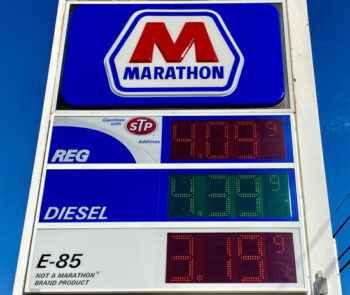 M
MARATHON
Gasolines
with
STP
Additives
REG
4.09 9
DIESEL
4.39 9
E-85
NOT A MARATHON®
BRAND PRODUCT
3.19 9